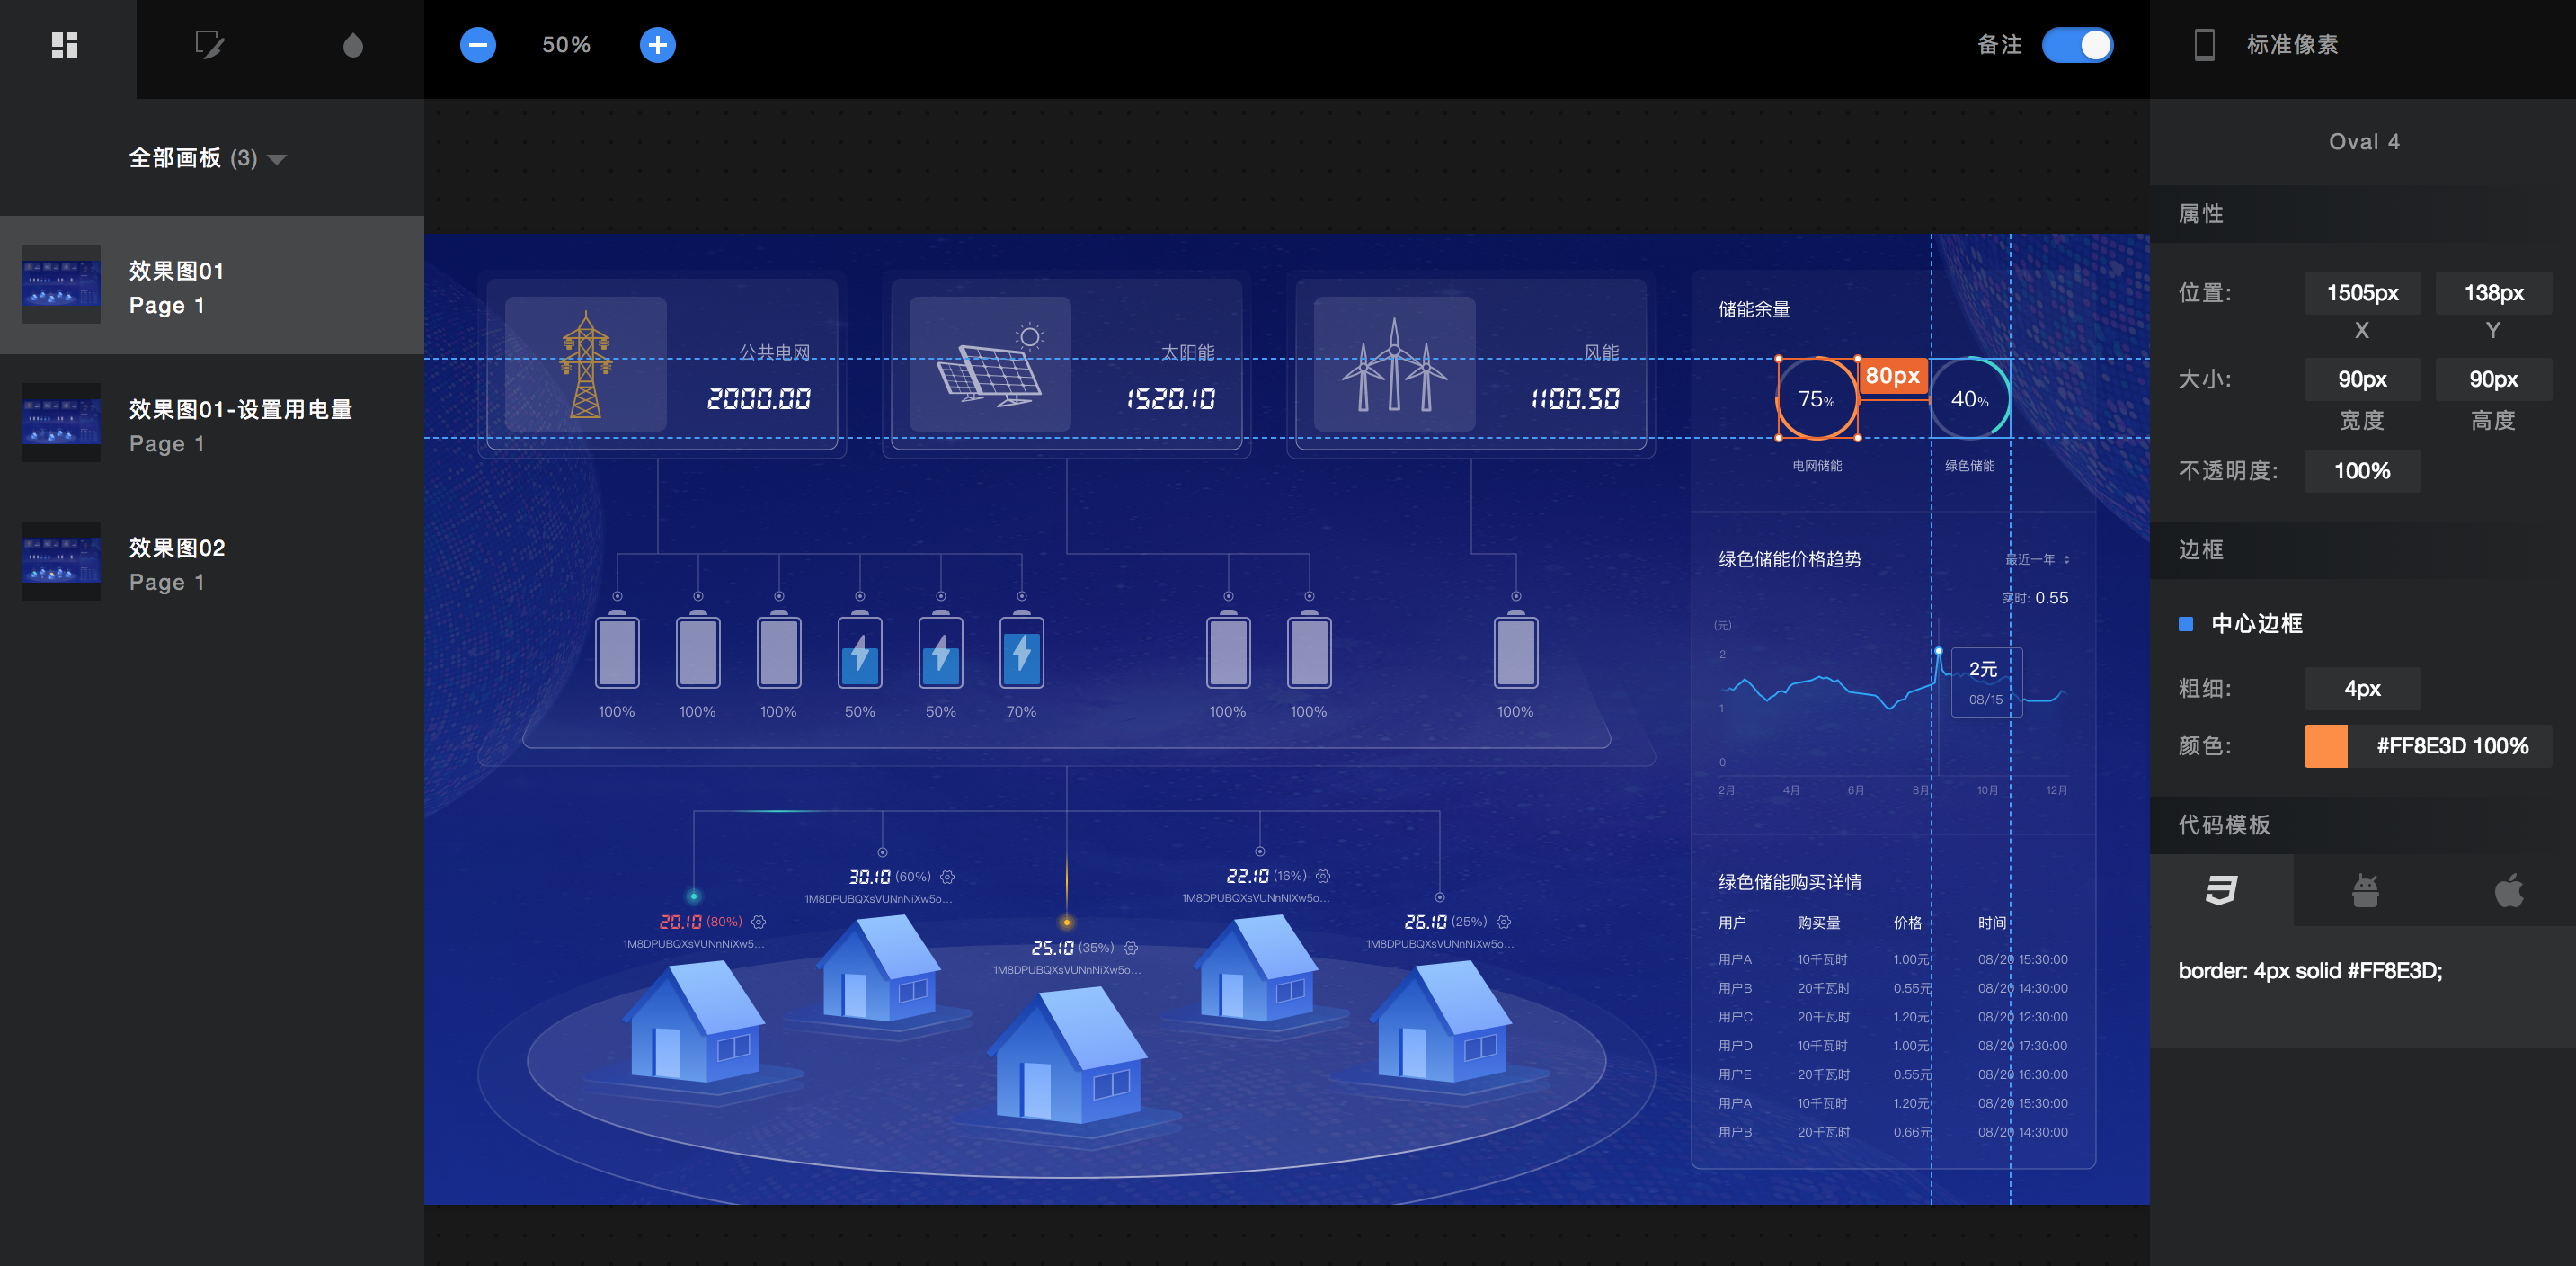 50%
备注
标准像素
全部画板 (3)
效果图01
Page 1
效果图01-设置用电量
Page 1
效果图02
Page 1
公共电网
2000.00
太阳能
1520.10
风能
1100.50
储能余量
75%
80px
40%
电网储能
绿色储能
100%
100%
100%
50%
50%
70%
100%
100%
100%
绿色储能价格趋势
最近一年
实时: 0.55
(元)
2
1
0
2元
08/15
2月
4月
6月
8月
10月
12月
20.10 (80%)
1M8DPUBQXsVUNnNiXw5...
30.10 (60%)
1M8DPUBQXsVUNnNiXw5o...
25.10 (35%)
1M8DPUBQXsVUNnNiXw5o...
22.10 (16%)
1M8DPUBQXsVUNnNiXw5o...
26.10 (25%)
1M8DPUBQXsVUNnNiXw5o...
绿色储能购买详情
用户 购买量 价格 时间
用户A 10千瓦时 1.00元 08/20 15:30:00
用户B 20千瓦时 0.55元 08/20 14:30:00
用户C 20千瓦时 1.20元 08/20 12:30:00
用户D 10千瓦时 1.00元 08/20 17:30:00
用户E 20千瓦时 0.55元 08/20 16:30:00
用户A 10千瓦时 1.20元 08/20 15:30:00
用户B 20千瓦时 0.66元 08/20 14:30:00
Oval 4
属性
位置: 1505px 138px
X Y
大小: 90px 90px
宽度 高度
不透明度: 100%
边框
中心边框
粗细: 4px
颜色: #FF8E3D 100%
代码模板
border: 4px solid #FF8E3D;